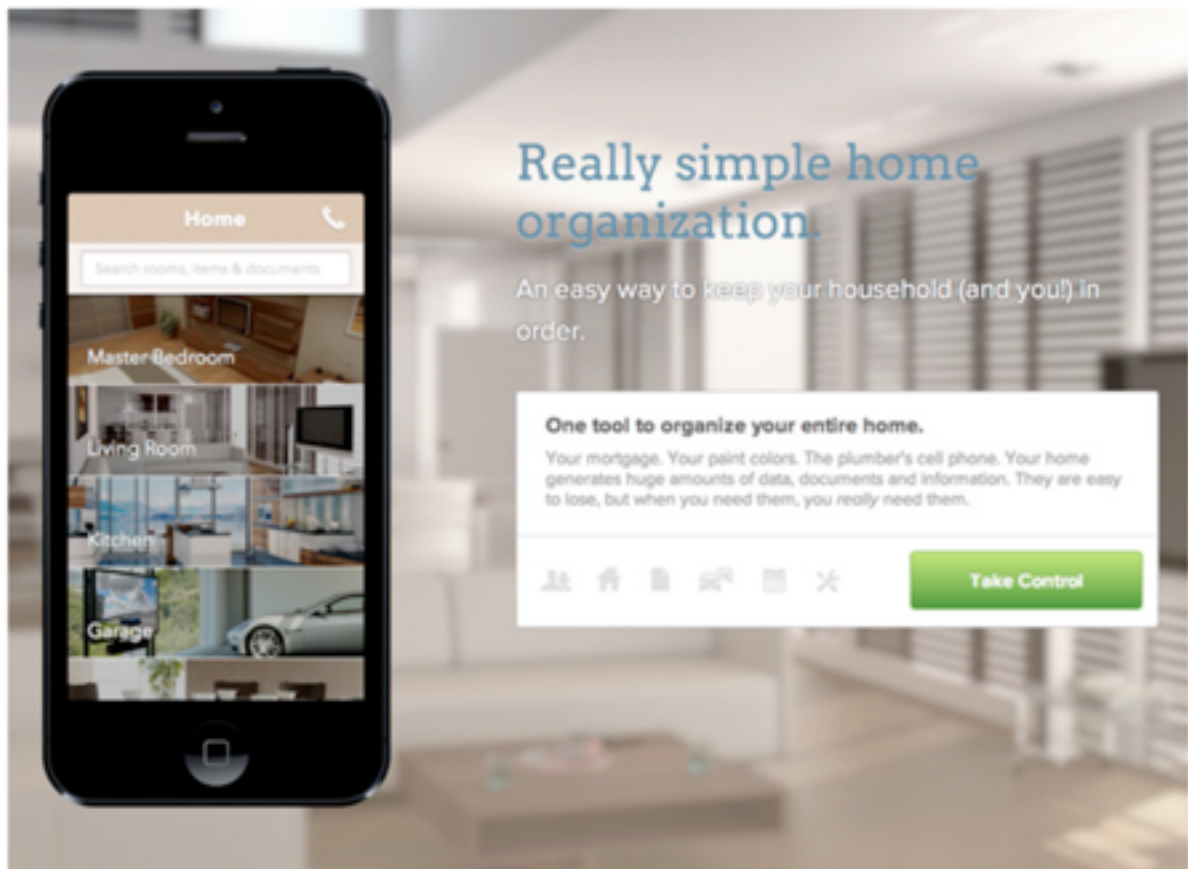 Home
Search rooms, items & documents
Master Bedroom
Living Room
Kitchen
Garage
Really simple home
organization.
An easy way to keep your household (and you!) in
order.
One tool to organize your entire home.
Your mortgage. Your paint colors. The plumber's cell phone. Your home
generates huge amounts of data, documents and information. They are easy
to lose, but when you need them, you really need them.
Take Control